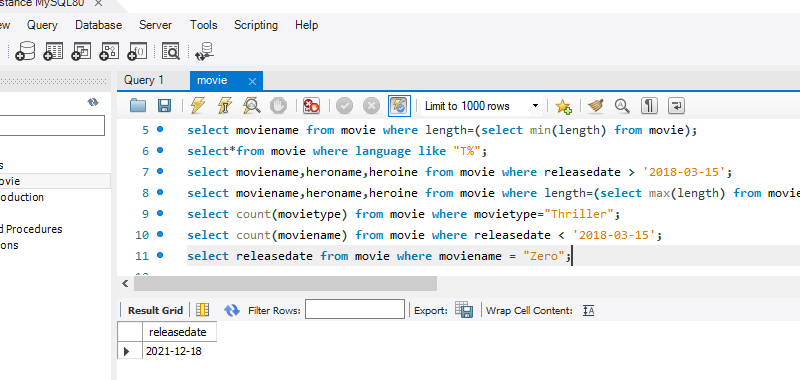 stance MySQL80 ×
ew Query Database Server Tools Scripting Help
Query 1 movie ×
Limit to 1000 rows
5 select moviename from movie where length=(select min(length) from movie);
6 select*from movie where language like "T%";
s
7 select moviename,heroname,heroine from movie where releasedate > '2018-03-15';
ovie
8 select moviename,heroname,heroine from movie where length=(select max(length) from movie
oduction
9 select count(movietype) from movie where movietype="Thriller";
d Procedures
10 select count(moviename) from movie where releasedate < '2018-03-15';
ons
11 select releasedate from movie where moviename = "Zero";
Result Grid Filter Rows: Export: Wrap Cell Content: IA
releasedate
2021-12-18